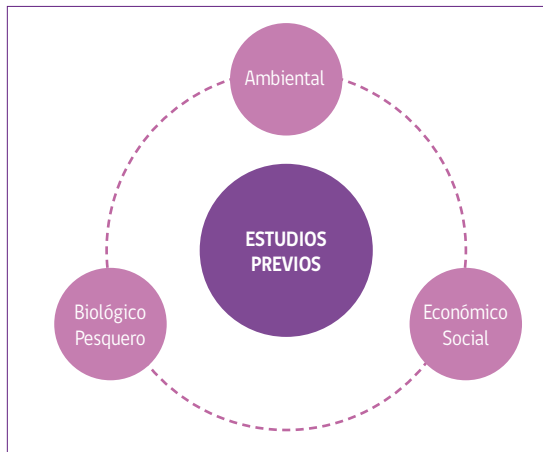 Ambiental
ESTUDIOS
PREVIOS
Biológico
Pesquero
Económico
Social